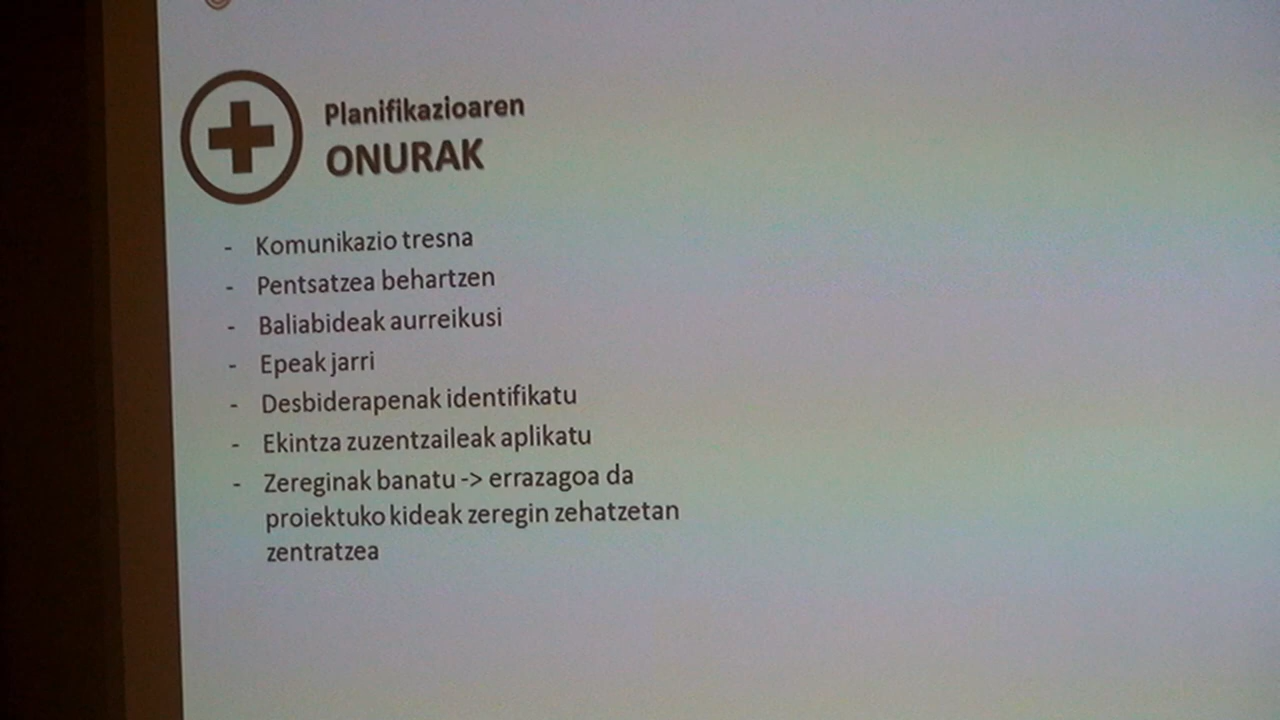 Planifikazioaren
ONURAK
- Komunikazio tresna
- Pentsatzea behartzen
- Baliabideak aurreikusi
- Epeak jarri
- Desbiderapenak identifikatu
- Ekintza zuzentzaileak aplikatu
- Zereginak banatu -> errazagoa da
proiektuko kideak zeregin zehatzetan
zentratzea